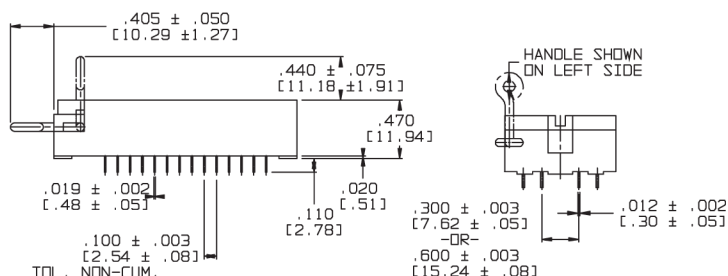 .405 ± .050
[10.29 ±1.27]
.440 ± .075
[11.18 ±1.91]
.470
[11.94]
.019 ± .002
[.48 ± .05]
.020
[.51]
.110
[2.78]
.100 ± .003
[2.54 ± .08]
TOL. NON-CUM.
HANDLE SHOWN
ON LEFT SIDE
.300 ± .003
[7.62 ± .05]
-OR-
.600 ± .003
[15.24 ± .08]
.012 ± .002
[.30 ± .05]